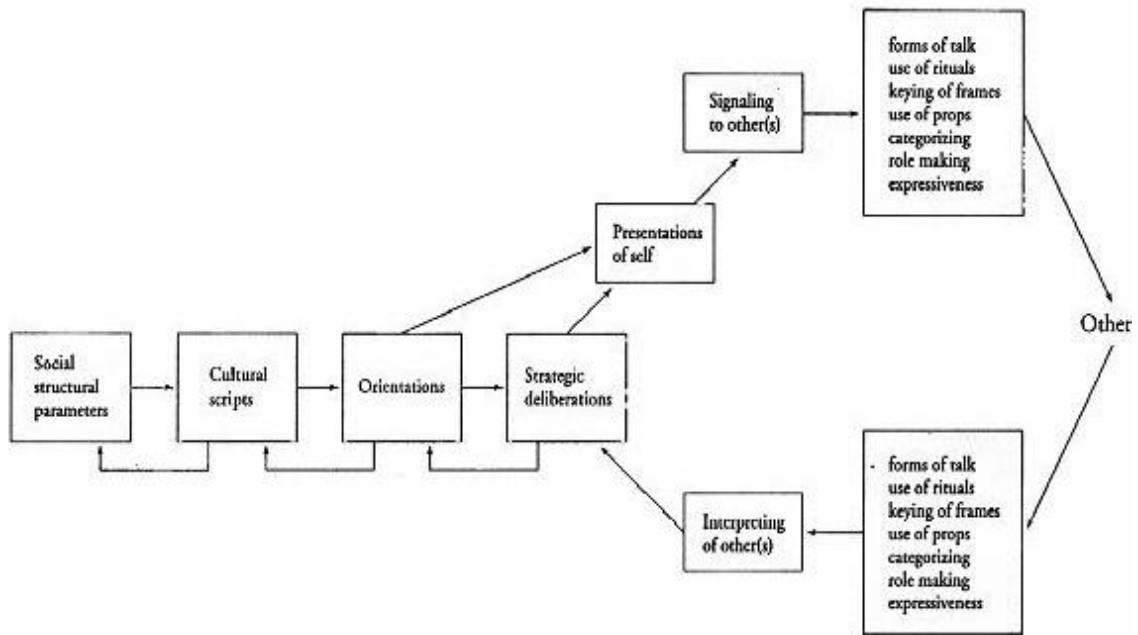 forms of talk
use of rituals
keying of frames
use of props
categorizing
role making
expressiveness
Signaling
to other(s)
Presentations
of self
Other
Social
structural
parameters
Cultural
scripts
Orientations
Strategic
deliberations
Interpreting
of other(s)
forms of talk
use of rituals
keying of frames
use of props
categorizing
role making
expressiveness